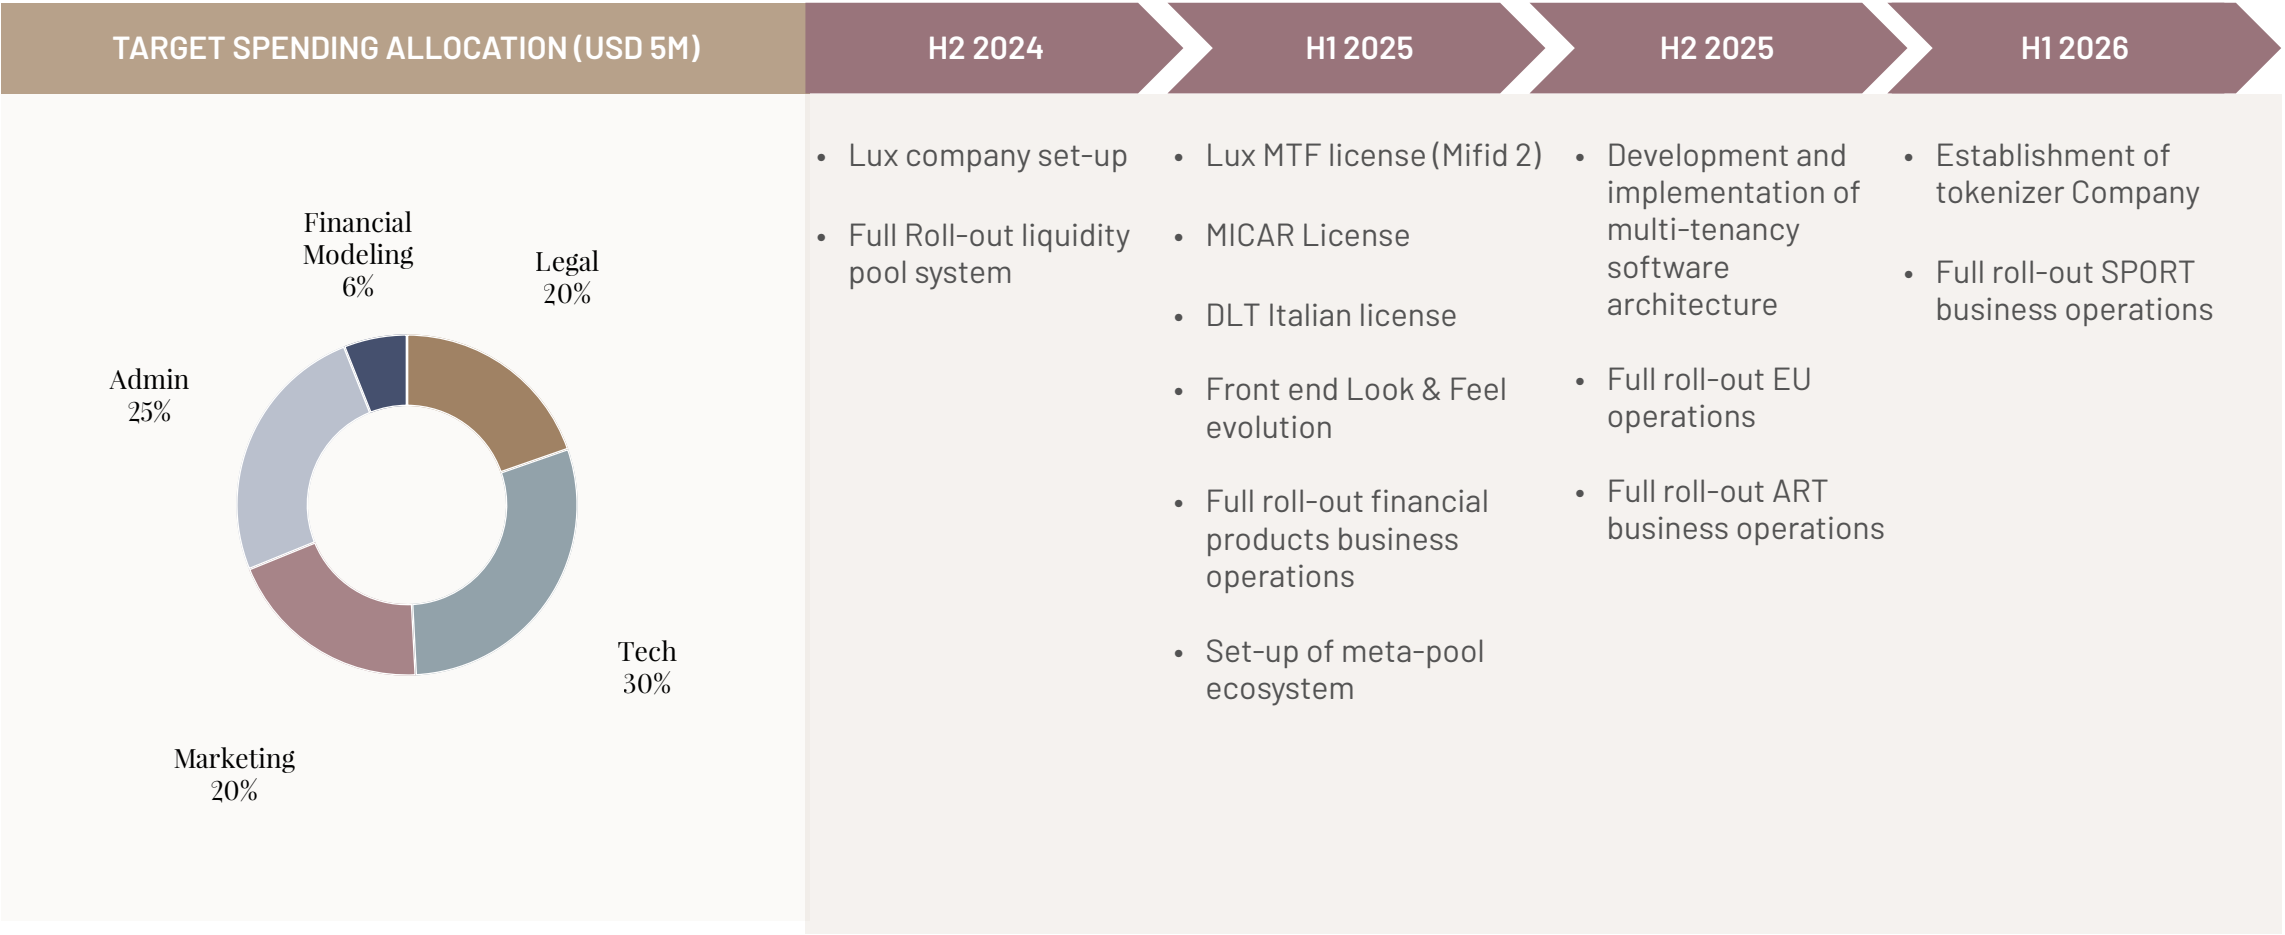 TARGET SPENDING ALLOCATION (USD 5M)
H2 2024
H1 2025
H2 2025
H1 2026
Financial
Modeling
6%
Legal
20%
Admin
25%
Tech
30%
Marketing
20%
• Lux company set-up
• Full Roll-out liquidity
pool system
• Lux MTF license (Mifid 2)
• MICAR License
• DLT Italian license
• Front end Look & Feel
evolution
• Full roll-out financial
products business
operations
• Set-up of meta-pool
ecosystem
• Development and
implementation of
multi-tenancy
software
architecture
• Full roll-out EU
operations
• Full roll-out ART
business operations
• Establishment of
tokenizer Company
• Full roll-out SPORT
business operations